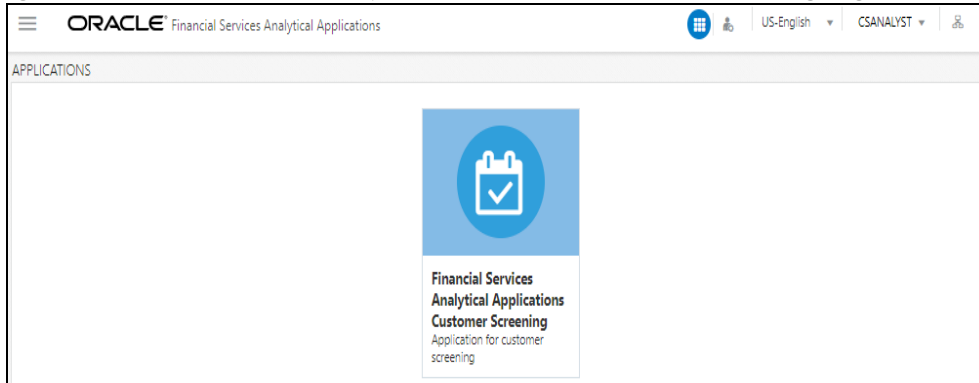 ORACLE® Financial Services Analytical Applications US-English CSANALYST
APPLICATIONS
Financial Services
Analytical Applications
Customer Screening
Application for customer
screening